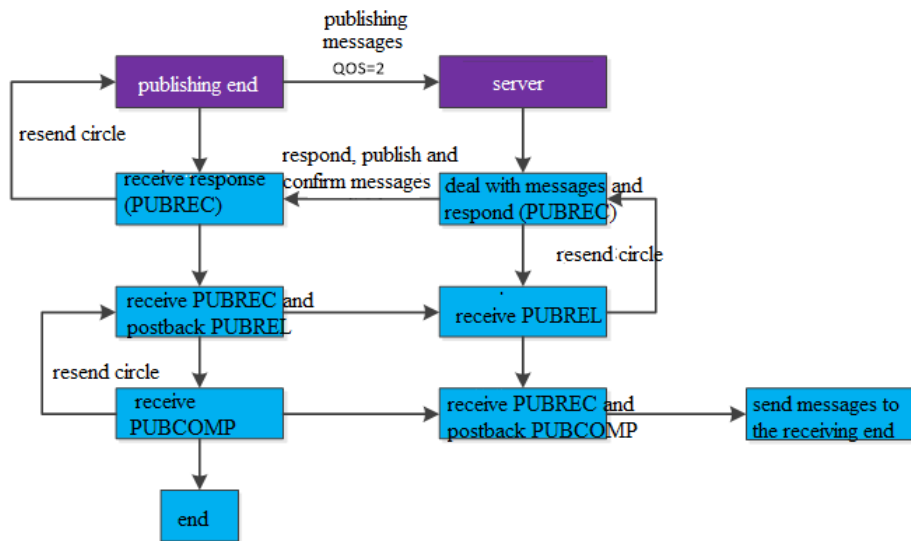 publishing
messages
QOS=2
publishing end
server
resend circle
respond, publish and
confirm messages
receive response
(PUBREC)
deal with messages and
respond (PUBREC)
resend circle
receive PUBREC and
postback PUBREL
receive PUBREL
resend circle
receive
PUBCOMP
receive PUBREC and
postback PUBCOMP
send messages to
the receiving end
end